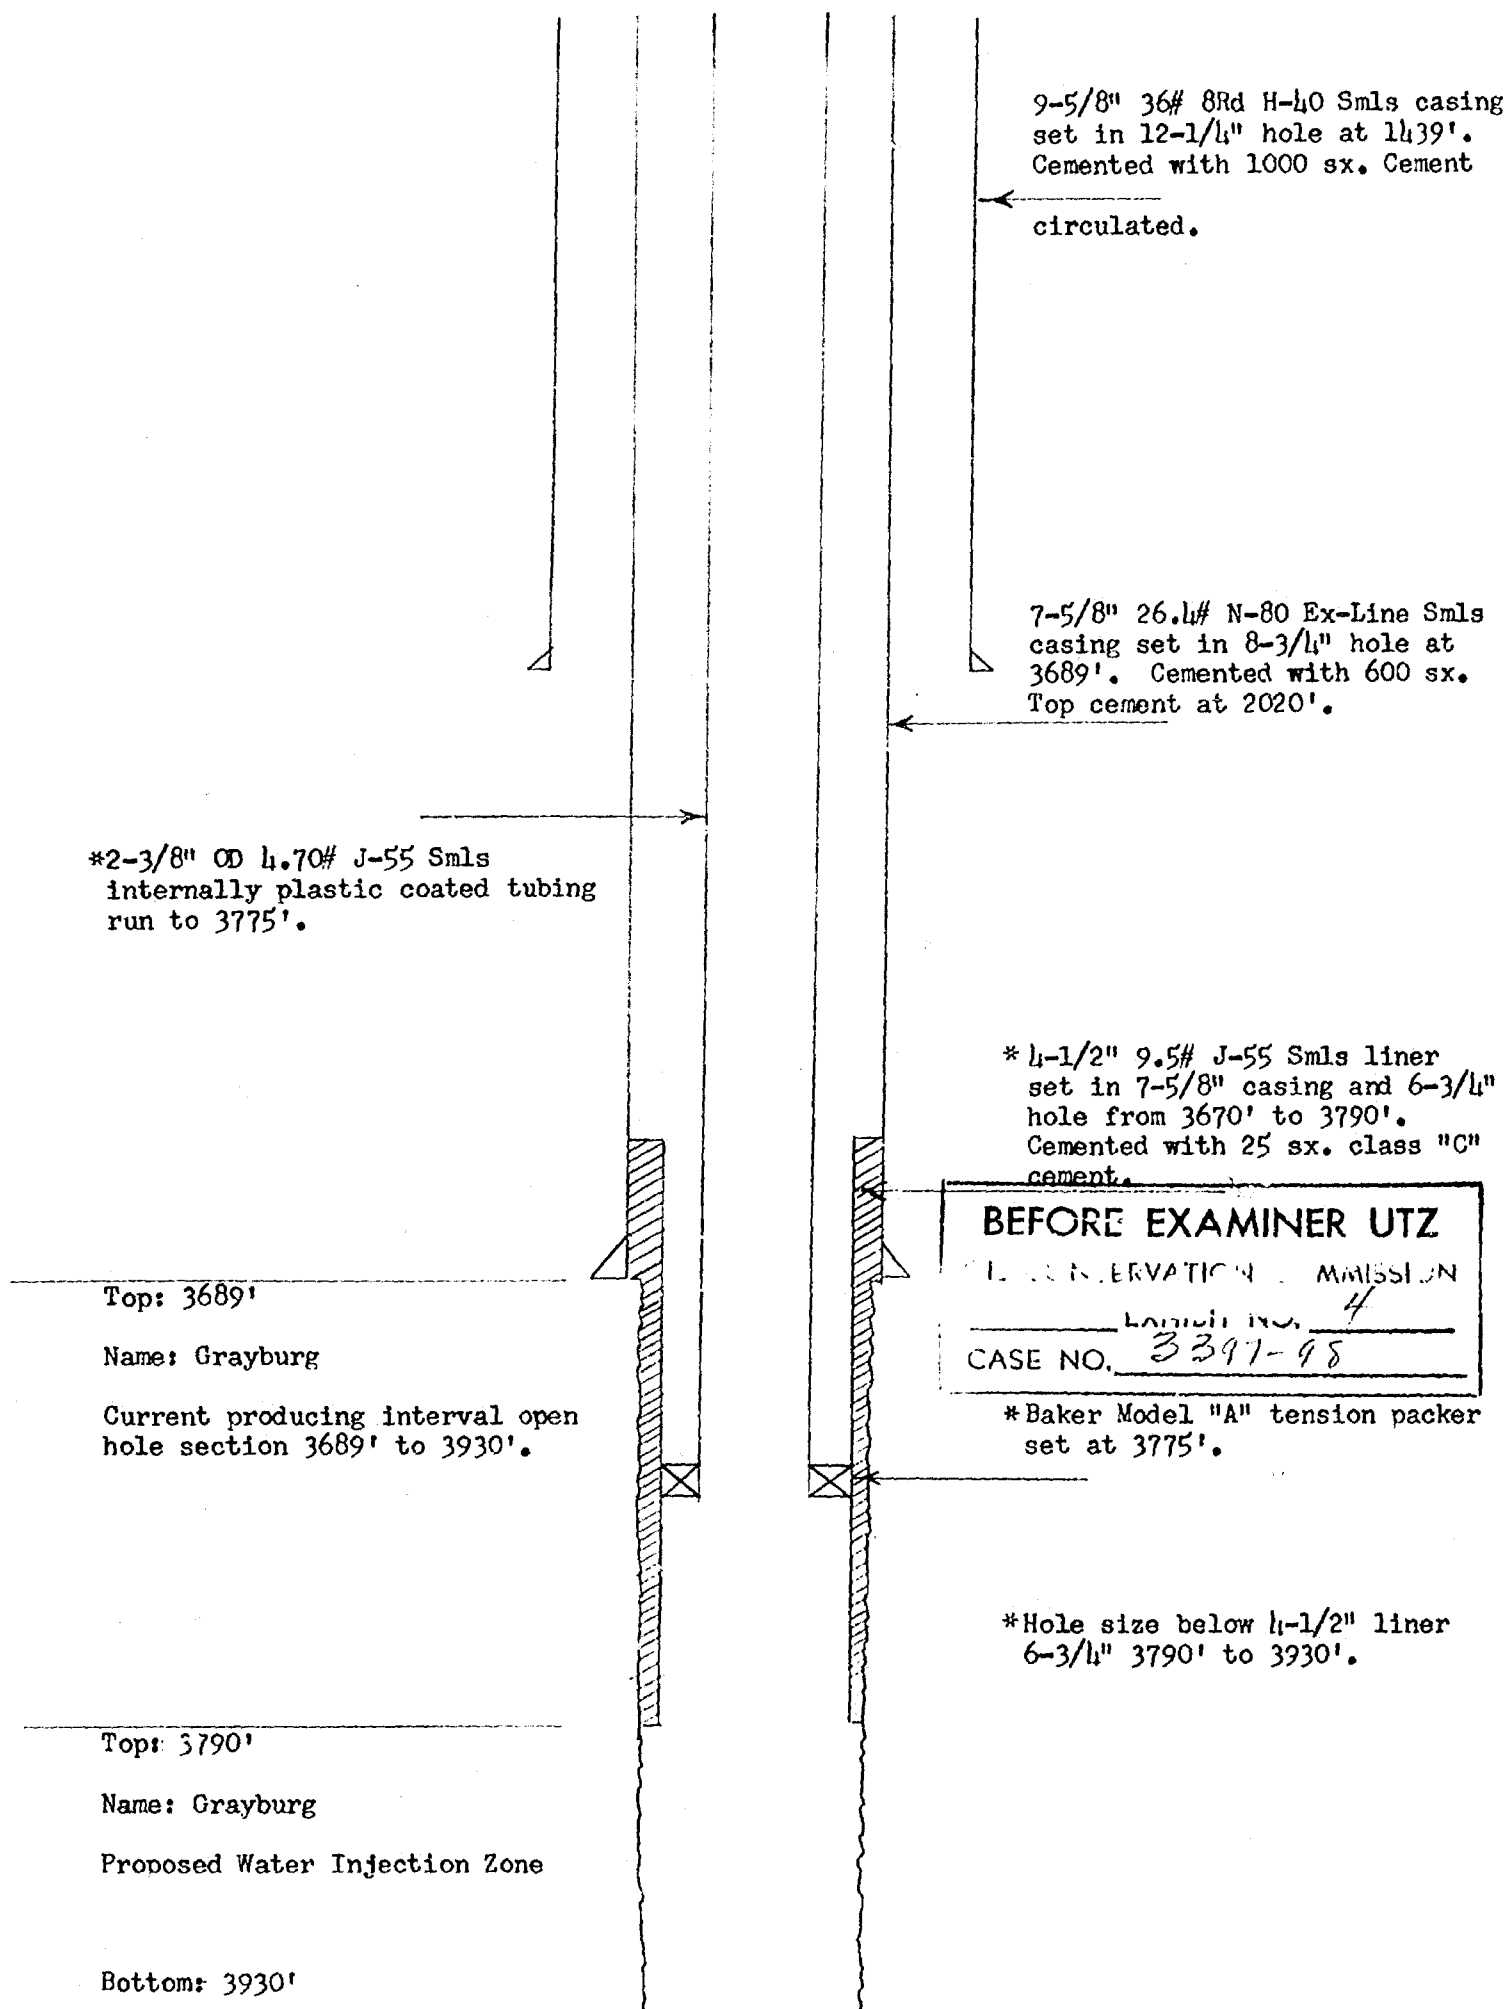 9-5/8" 36# 8Rd H-40 Smls casing
set in 12-1/4" hole at 1439'.
Cemented with 1000 sx. Cement
circulated.
7-5/8" 26.4# N-80 Ex-Line Smls
casing set in 8-3/4" hole at
3689'. Cemented with 600 sx.
Top cement at 2020'.
*2-3/8" OD 4.70# J-55 Smls
internally plastic coated tubing
run to 3775'.
*4-1/2" 9.5# J-55 Smls liner
set in 7-5/8" casing and 6-3/4"
hole from 3670' to 3790'.
Cemented with 25 sx. class "C"
cement.
BEFORE EXAMINER UTZ
NO. 4
CASE NO. 3397-98
Top: 3689'
Name: Grayburg
Current producing interval open
hole section 3689' to 3930'.
*Baker Model "A" tension packer
set at 3775'.
*Hole size below 4-1/2" liner
6-3/4" 3790' to 3930'.
Top: 3790'
Name: Grayburg
Proposed Water Injection Zone
Bottom: 3930'